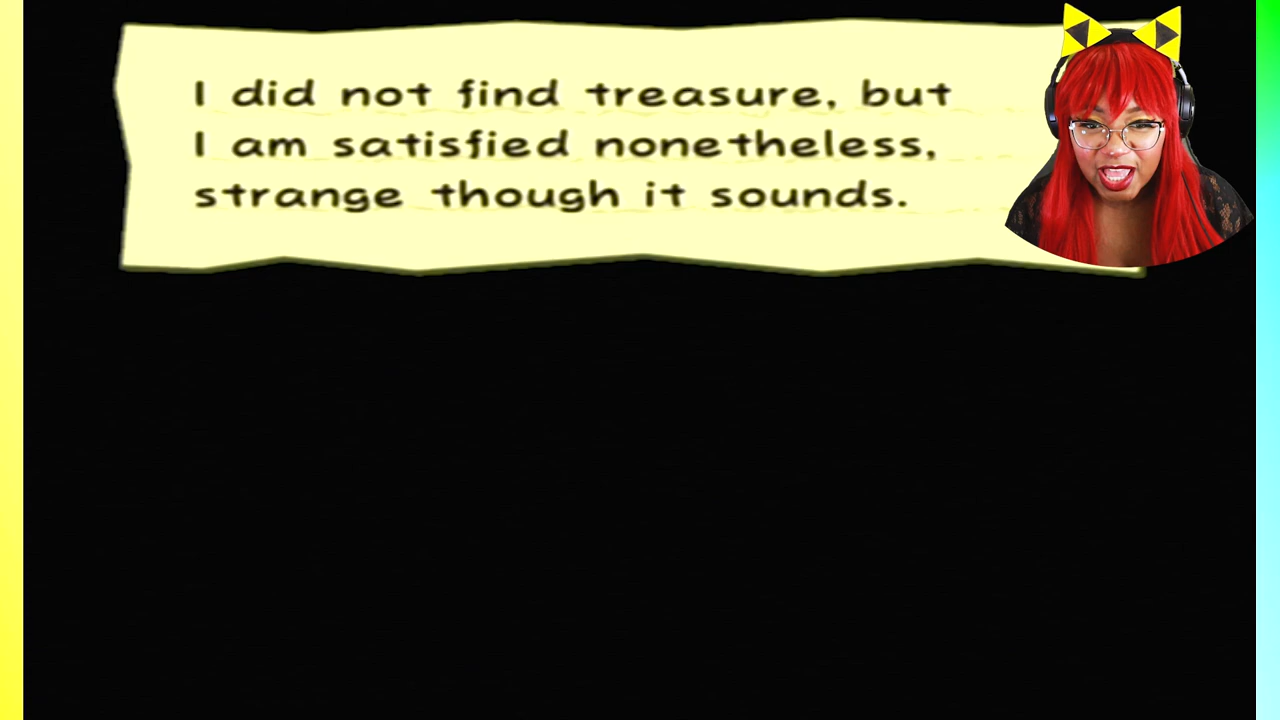 I did not find treasure, but
I am satisfied nonetheless,
strange though it sounds.